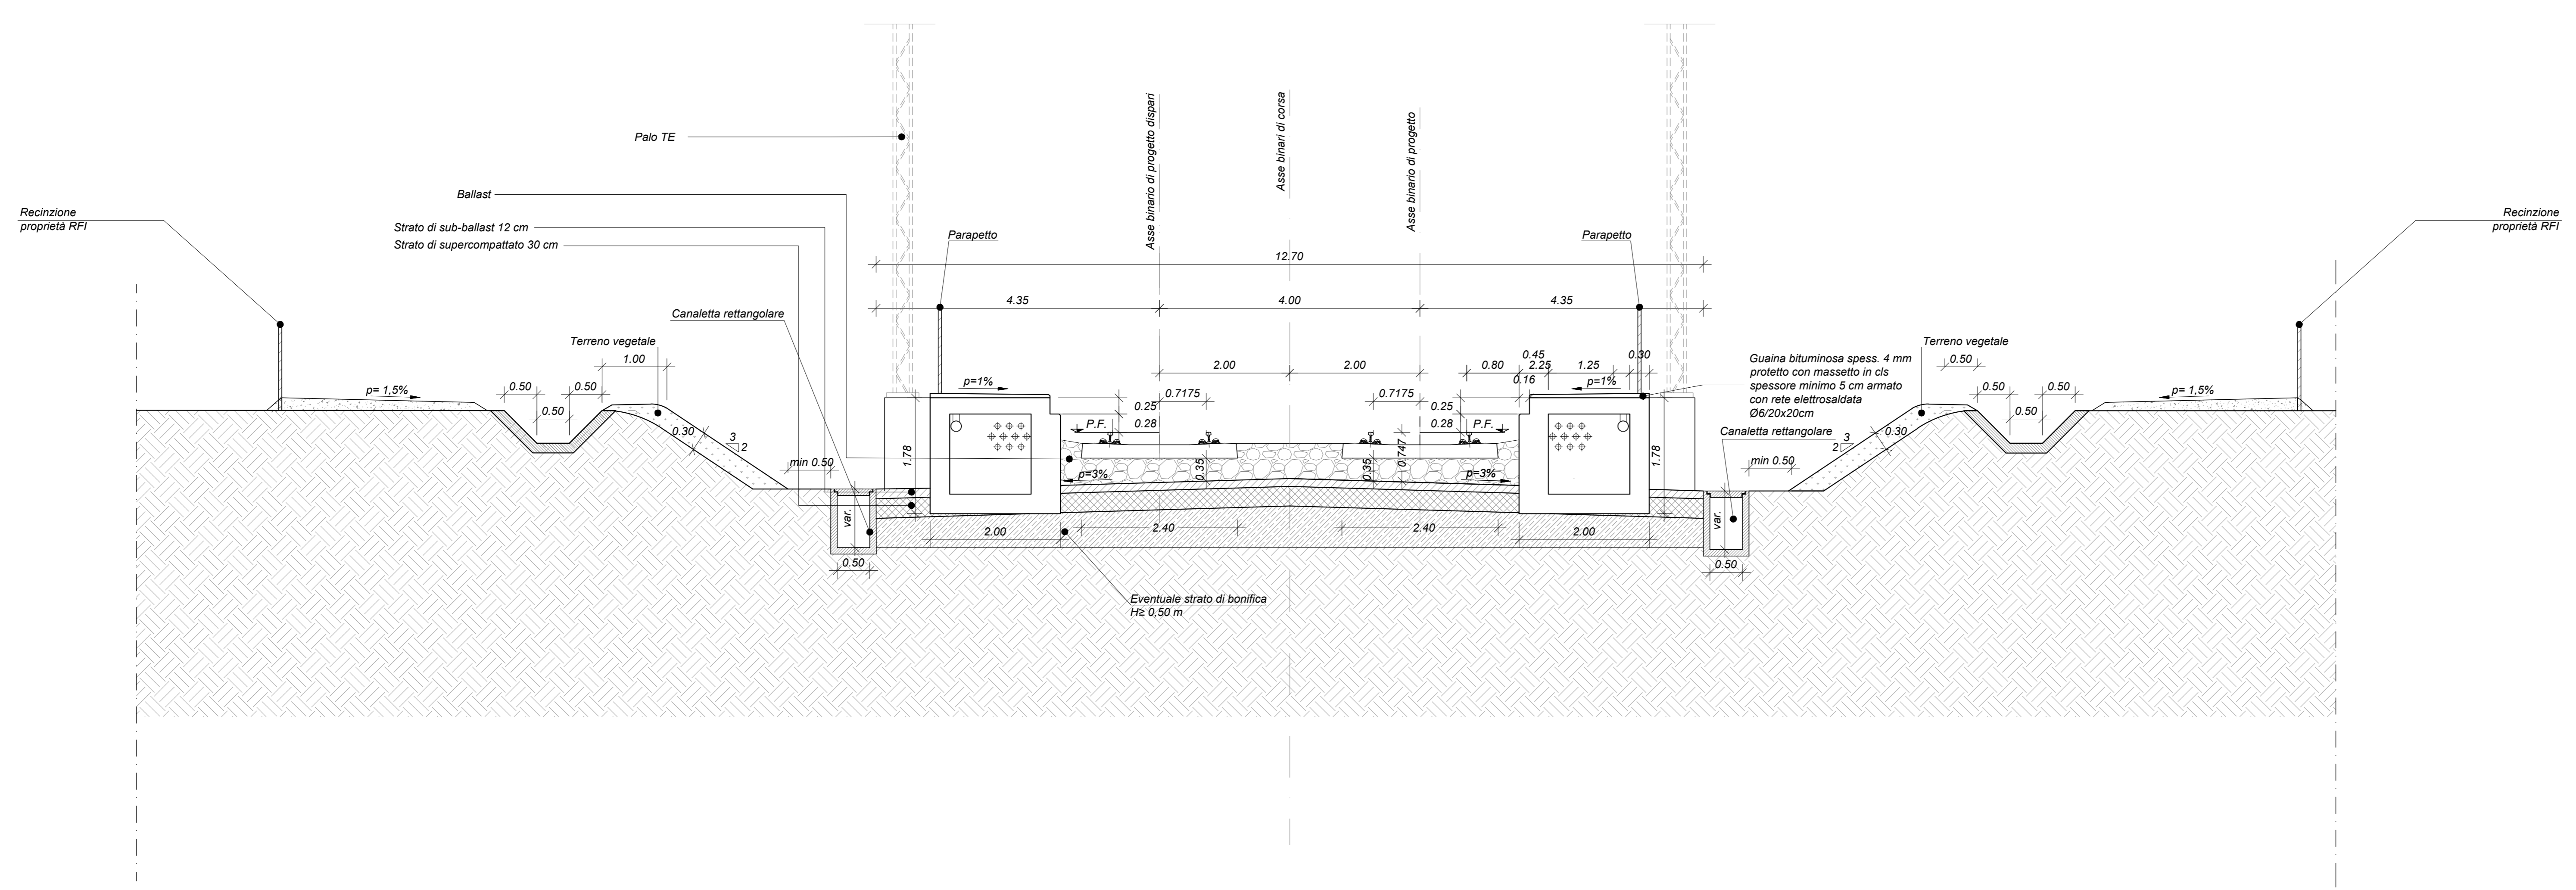 Asse binario di progetto dispari
Asse binari di corsa
Asse binario di progetto
Palo TE
Ballast
Recinzione
proprietà RFI
Strato di sub-ballast 12 cm
Strato di supercompattato 30 cm
Parapetto
Parapetto
Recinzione
proprietà RFI
12.70
4.35
4.00
4.35
Canaletta rettangolare
Terreno vegetale
1.00
2.00
2.00
0.80
0.45
2.25
1.25
0.30
0.16
Guaina bituminosa spess. 4 mm
protetto con massetto in cls
spessore minimo 5 cm armato
con rete elettrosaldata
Ø6/20x20cm
Terreno vegetale
0.50
p= 1,5%
0.50
0.50
0.50
p=1%
0.7175
0.7175
p=1%
0.50
0.50
0.50
p= 1,5%
0.25
0.28
P.F.
0.25
0.28
P.F.
0.30
3
2
min 0.50
1.78
p=3%
0.35
0.35
0.747
p=3%
1.78
Canaletta rettangolare
3
2
0.30
min 0.50
var.
var.
2.00
2.40
2.40
2.00
0.50
0.50
Eventuale strato di bonifica
H≥ 0,50 m